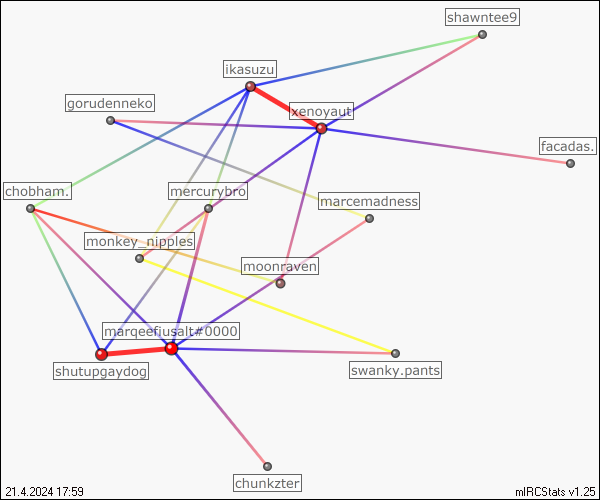 shawntee9
ikasuzu
gorudenneko
xenoyaut
facadas.
chobham.
mercurybro
marcemadness
monkey_nipples
moonraven
marqeefiusalt#0000
shutupgaydog
swanky.pants
chunkzter
21.4.2024 17:59
mIRCStats v1.25